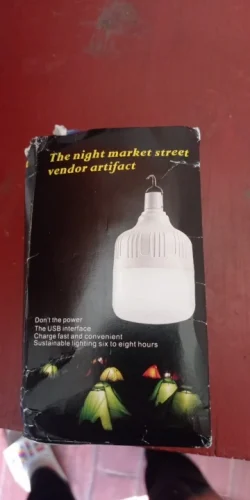 The night market street
vendor artifact
Don't the power
The USB interface
Charge fast and convenient
Sustainable lighting six to eight hours